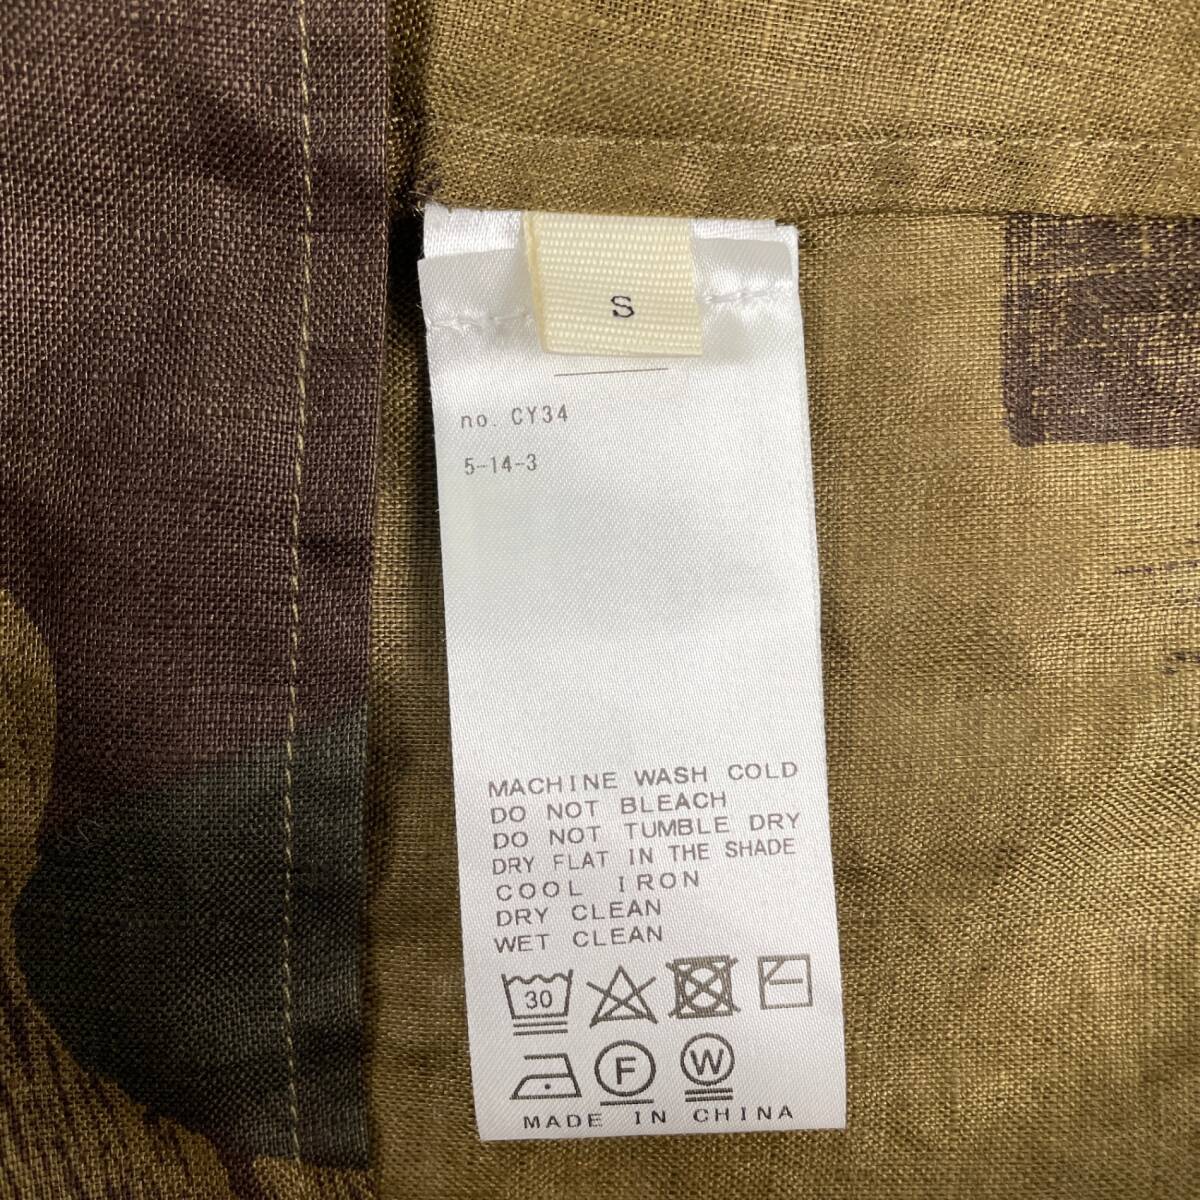 S
no. CY34
5-14-3
MACHINE WASH COLD
DO NOT BLEACH
DO NOT TUMBLE DRY
DRY FLAT IN THE SHADE
COOL IRON
DRY CLEAN
WET CLEAN
30
F W
MADE IN CHINA